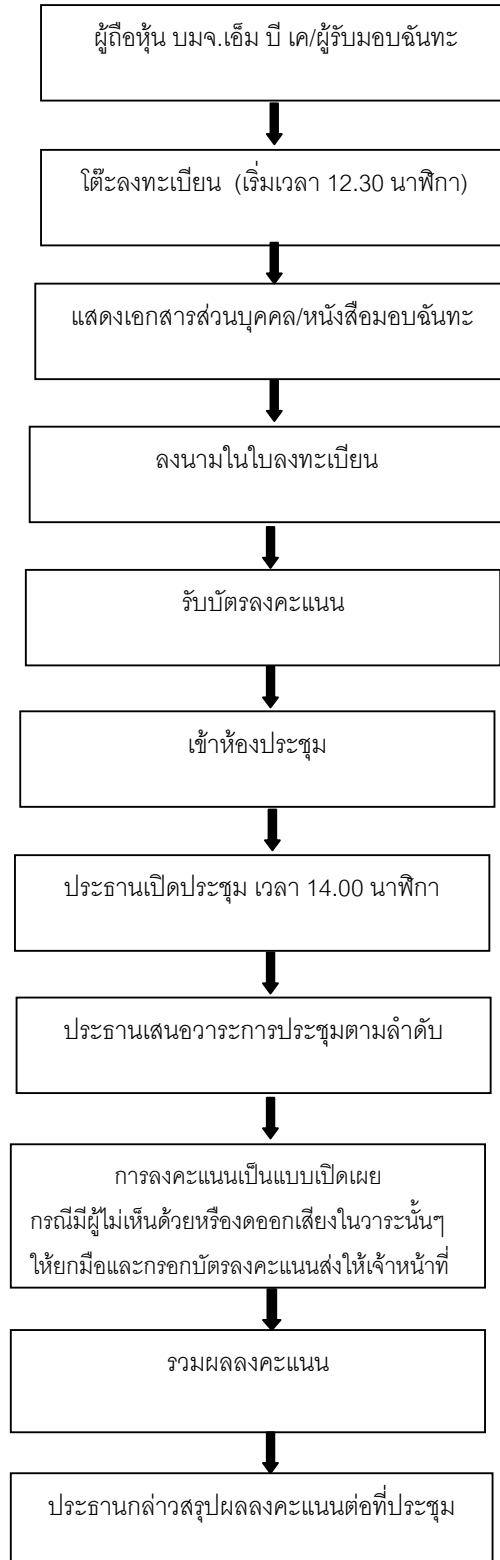 ผู้ถือหุ้น บมจ.เอ็ม บี เค/ผู้รับมอบฉันทะ
โต๊ะลงทะเบียน (เริ่มเวลา 12.30 นาฬิกา)
แสดงเอกสารส่วนบุคคล/หนังสือมอบฉันทะ
ลงนามในใบลงทะเบียน
รับบัตรลงคะแนน
เข้าห้องประชุม
ประธานเปิดประชุม เวลา 14.00 นาฬิกา
ประธานเสนอวาระการประชุมตามลำดับ
การลงคะแนนเป็นแบบเปิดเผย
กรณีมีผู้ไม่เห็นด้วยหรืองดออกเสียงในวาระนั้นๆ
ให้ยกมือและกรอกบัตรลงคะแนนส่งให้เจ้าหน้าที่
รวมผลลงคะแนน
ประธานกล่าวสรุปผลลงคะแนนต่อที่ประชุม